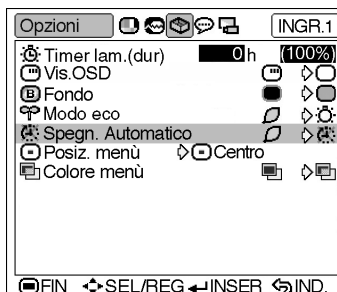 Opzioni INGR.1
Timer lam.(dur) 0 h (100%)
Vis.OSD
B Fondo
Modo eco
Spegn. Automatico
Posiz. menù Centro
Colore menù
FIN SEL/REG INSER IND.